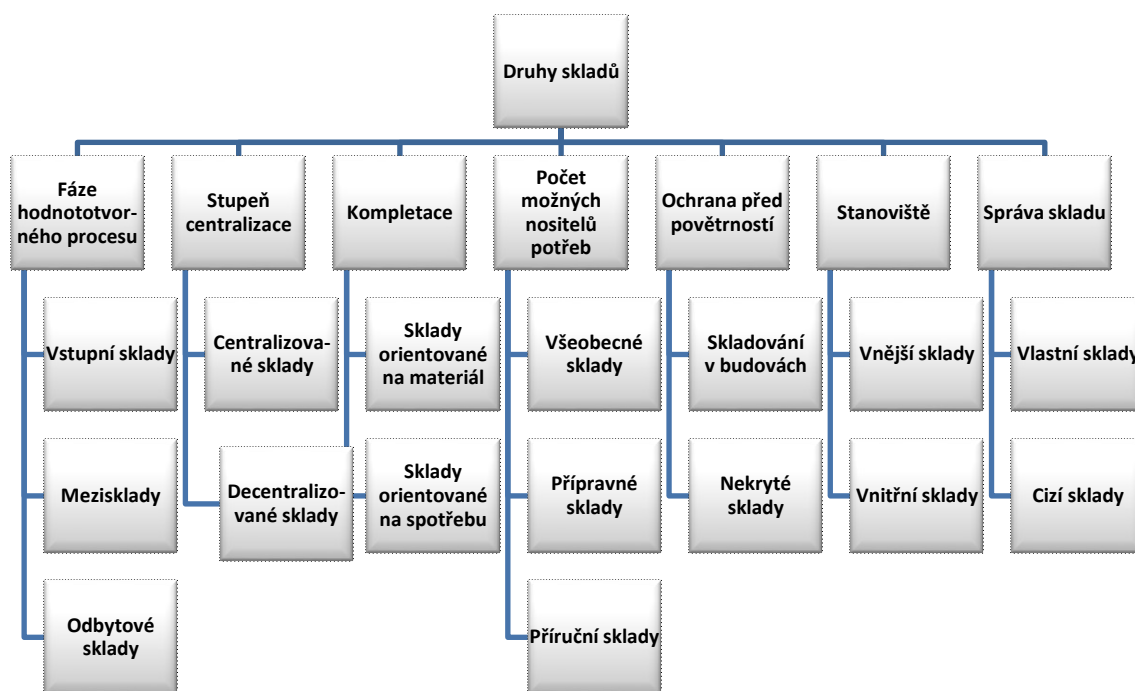 Druhy skladů
Fáze
hodnototvor-
ného procesu
Stupeň
centralizace
Kompletace
Počet
možných
nositelů
potřeb
Ochrana před
povětrností
Stanoviště
Správa skladu
Vstupní sklady
Centralizova-
né sklady
Sklady
orientované
na materiál
Všeobecné
sklady
Skladování
v budovách
Vnější sklady
Vlastní sklady
Mezisklady
Decentralizo-
vané sklady
Sklady
orientované
na spotřebu
Přípravné
sklady
Nekryté
sklady
Vnitřní sklady
Cizí sklady
Odbytové
sklady
Příruční sklady